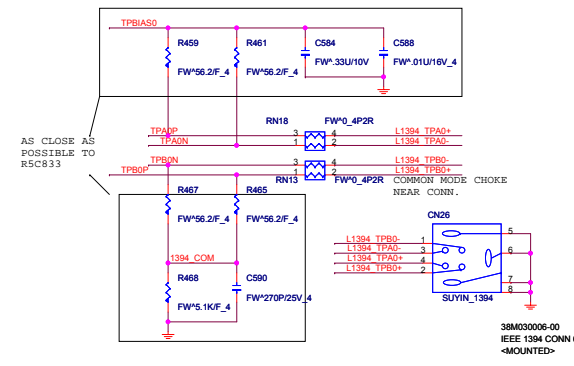 TPBIAS0
R459
R461
C584
C588
FW^56.2/F_4
FW^56.2/F_4
FW^.33U/10V
FW^.01U/16V_4
RN18
FW^0_4P2R
AS CLOSE AS
POSSIBLE TO
R5C833
TPA0P
3
4
L1394_TPA0+
TPA0N
1
2
L1394_TPA0-
TPB0N
3
4
L1394_TPB0-
TPB0P
1
2
L1394_TPB0+
RN13
FW^0_4P2R
COMMON MODE CHOKE
NEAR CONN.
R467
R465
FW^56.2/F_4
FW^56.2/F_4
CN26
L1394_TPB0-
1
L1394_TPA0-
3
L1394_TPA0+
4
L1394_TPB0+
2
5
6
7
8
SUYIN_1394
1394_COM
R468
C590
FW^5.1K/F_4
FW^270P/25V_4
38M030006-00
IEEE 1394 CONN
<MOUNTED>